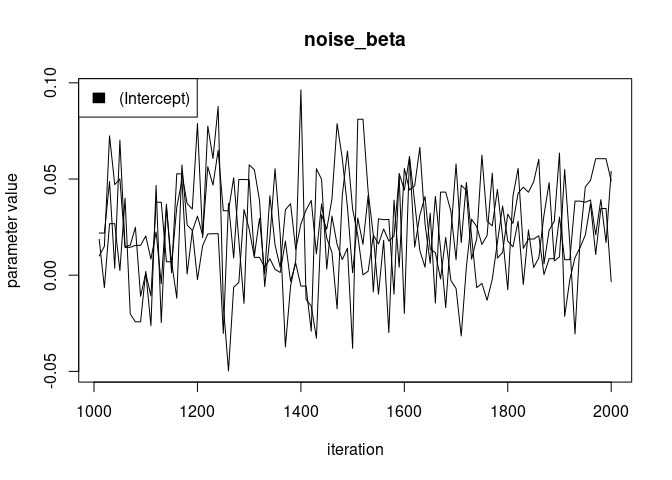 noise_beta
(Intercept)
parameter value
0.10
0.05
0.00
-0.05
1000 1200 1400 1600 1800 2000
iteration